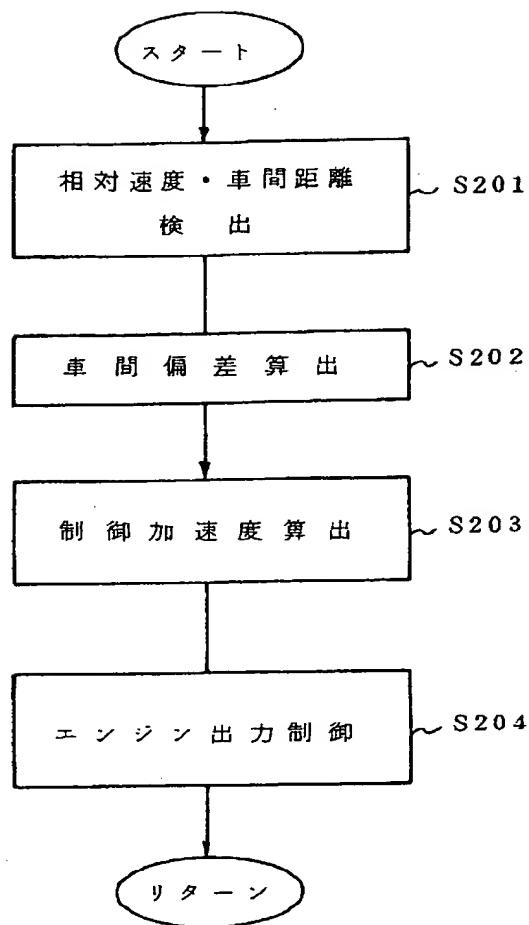 スタート
相対速度・車間距離
検出
S201
車間偏差算出
S202
制御加速度算出
S203
エンジン出力制御
S204
リターン